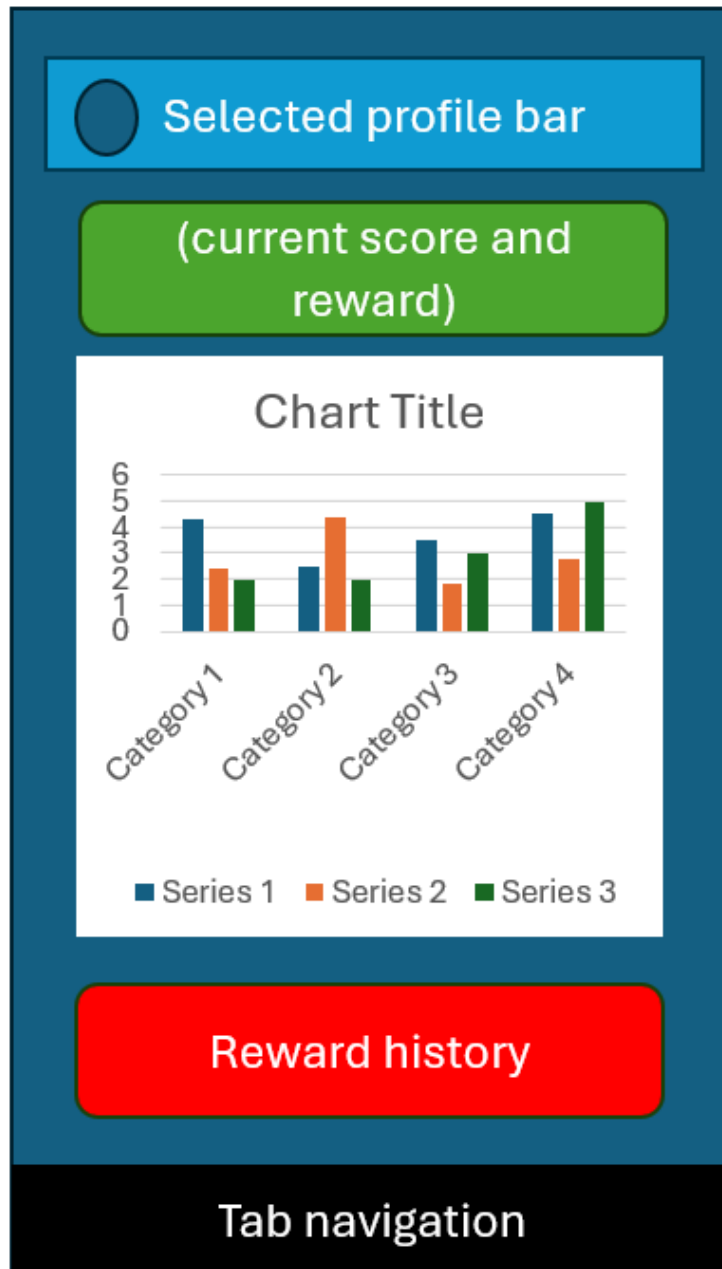 Selected profile bar
(current score and
reward)
Chart Title
6
5
4
3
2
1
0
Category 1
Category 2
Category 3
Category 4
Series 1 Series 2 Series 3
Reward history
Tab navigation